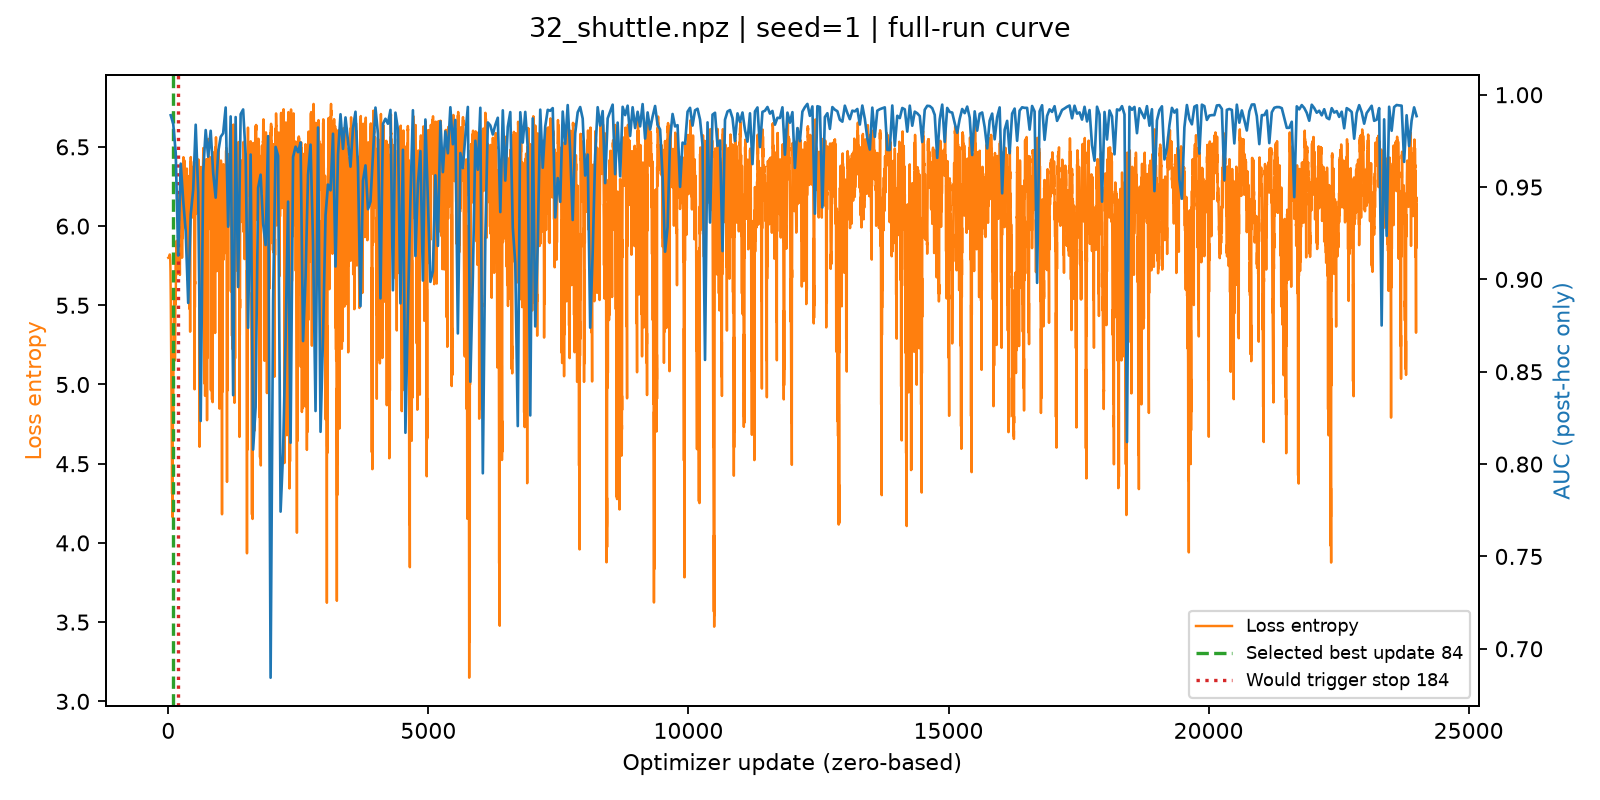 32_shuttle.npz | seed=1 | full-run curve
Loss entropy
6.5
6.0
5.5
5.0
4.5
4.0
3.5
3.0
1.00
0.95
0.90
0.85
0.80
0.75
0.70
AUC (post-hoc only)
Loss entropy
Selected best update 84
Would trigger stop 184
0 5000 10000 15000 20000 25000
Optimizer update (zero-based)